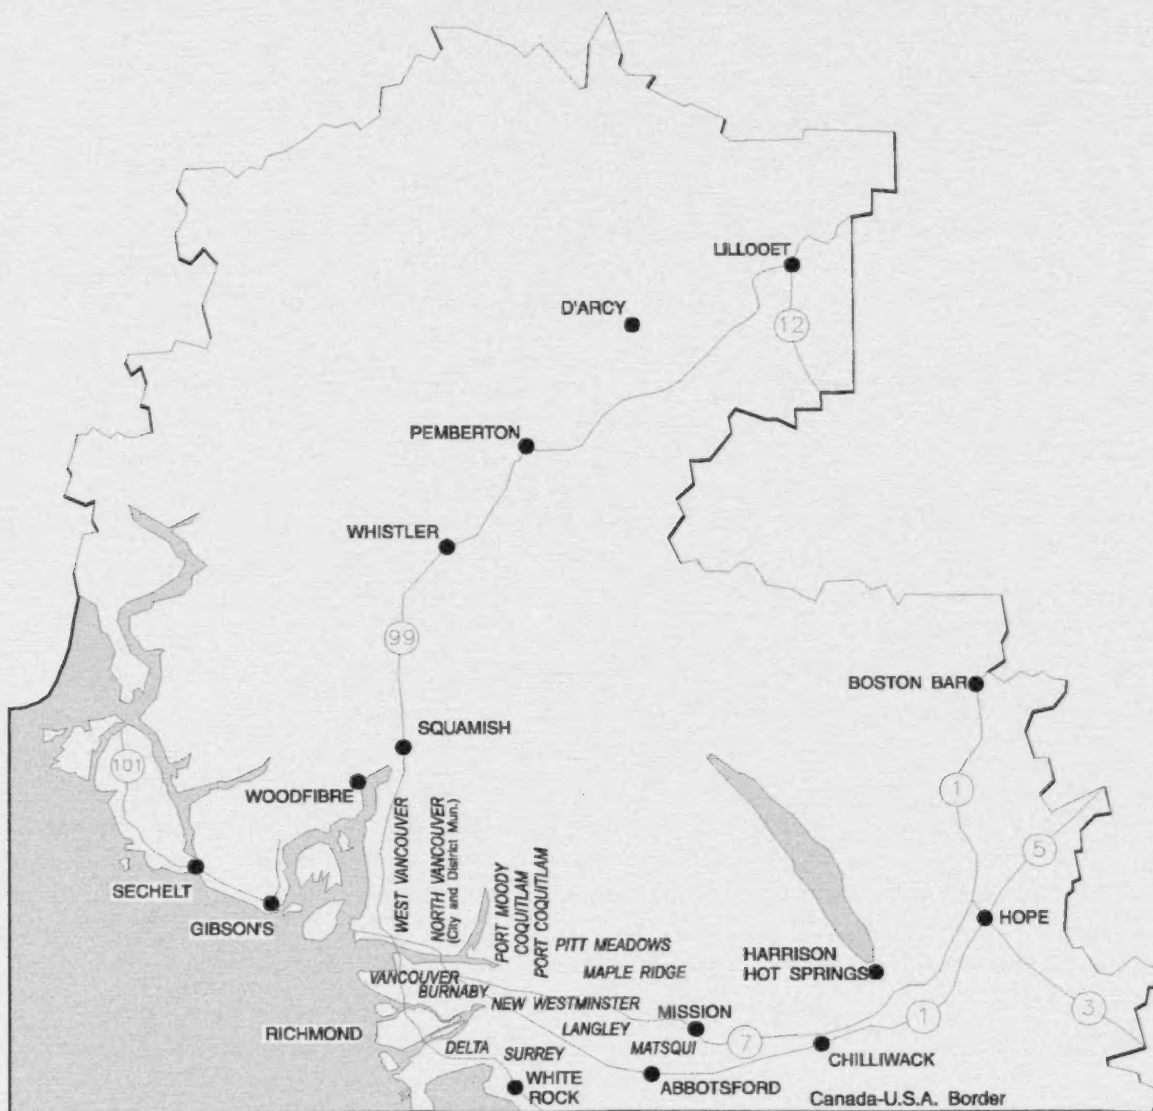 LILLOOET
D'ARCY
12
PEMBERTON
WHISTLER
99
BOSTON BAR
SQUAMISH
101
WOODFIBRE
1
5
WEST VANCOUVER
NORTH VANCOUVER
(City and District Mun.)
PORT MOODY
COQUITLAM
PORT COQUITLAM
SECHELT
GIBSON'S
HOPE
PITT MEADOWS
HARRISON
HOT SPRINGS
MAPLE RIDGE
VANCOUVER
BURNABY
NEW WESTMINSTER
MISSION
1
3
RICHMOND
LANGLEY
7
DELTA
SURREY
MATSQUI
CHILLIWACK
WHITE
ROCK
ABBOTSFORD
Canada-U.S.A. Border